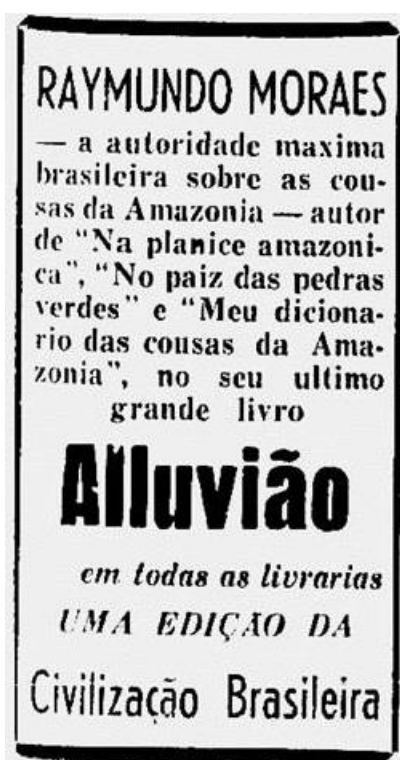 RAYMUNDO MORAES
— a autoridade maxima
brasileira sobre as cou-
sas da Amazonia — autor
de "Na planice amazoni-
ca", "No paiz das pedras
verdes" e "Meu diciona-
rio das cousas da Ama-
zonia", no seu ultimo
grande livro
Alluvião
em todas as livrarias
UMA EDIÇÃO DA
Civilização Brasileira